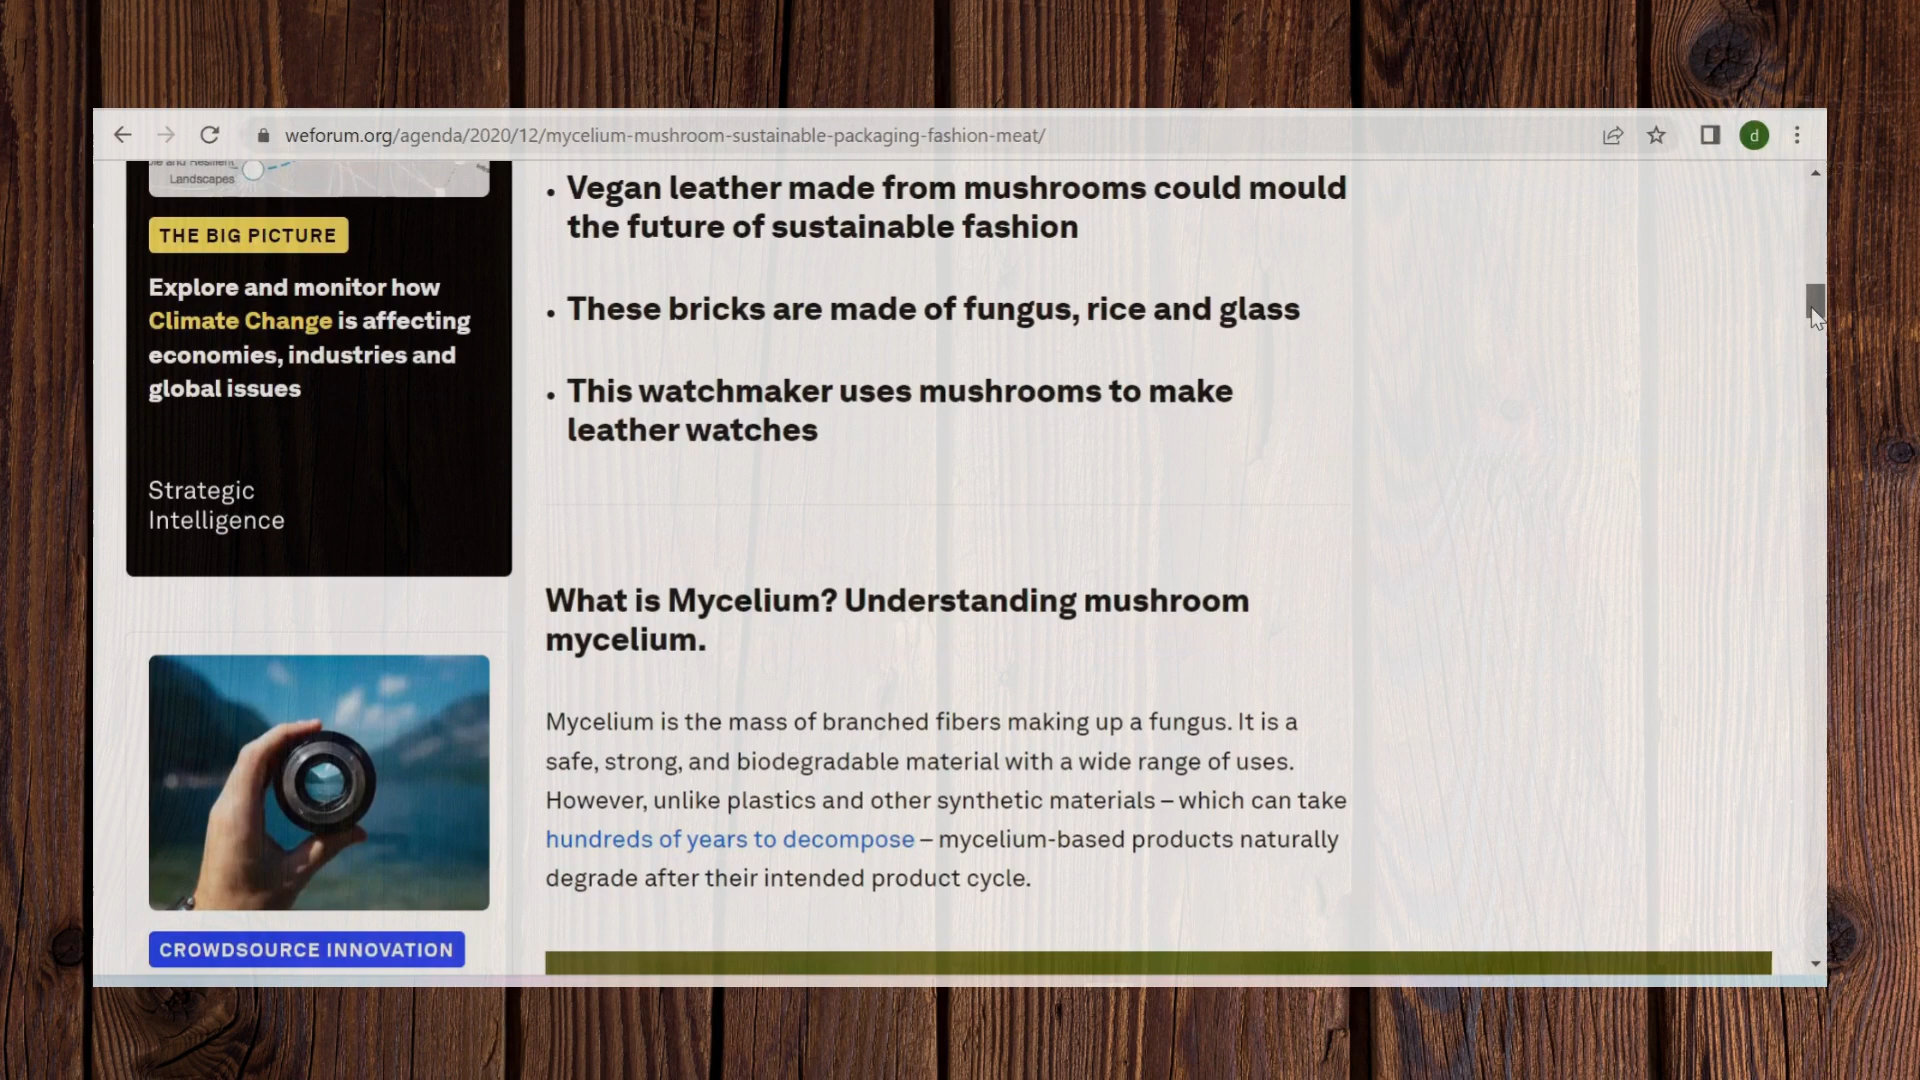 weforum.org/agenda/2020/12/mycelium-mushroom-sustainable-packaging-fashion-meat/
d
Landscapes
THE BIG PICTURE
Explore and monitor how
Climate Change is affecting
economies, industries and
global issues
Strategic
Intelligence
CROWDSOURCE INNOVATION
• Vegan leather made from mushrooms could mould
the future of sustainable fashion
• These bricks are made of fungus, rice and glass
• This watchmaker uses mushrooms to make
leather watches
What is Mycelium? Understanding mushroom
mycelium.
Mycelium is the mass of branched fibers making up a fungus. It is a
safe, strong, and biodegradable material with a wide range of uses.
However, unlike plastics and other synthetic materials – which can take
hundreds of years to decompose – mycelium-based products naturally
degrade after their intended product cycle.